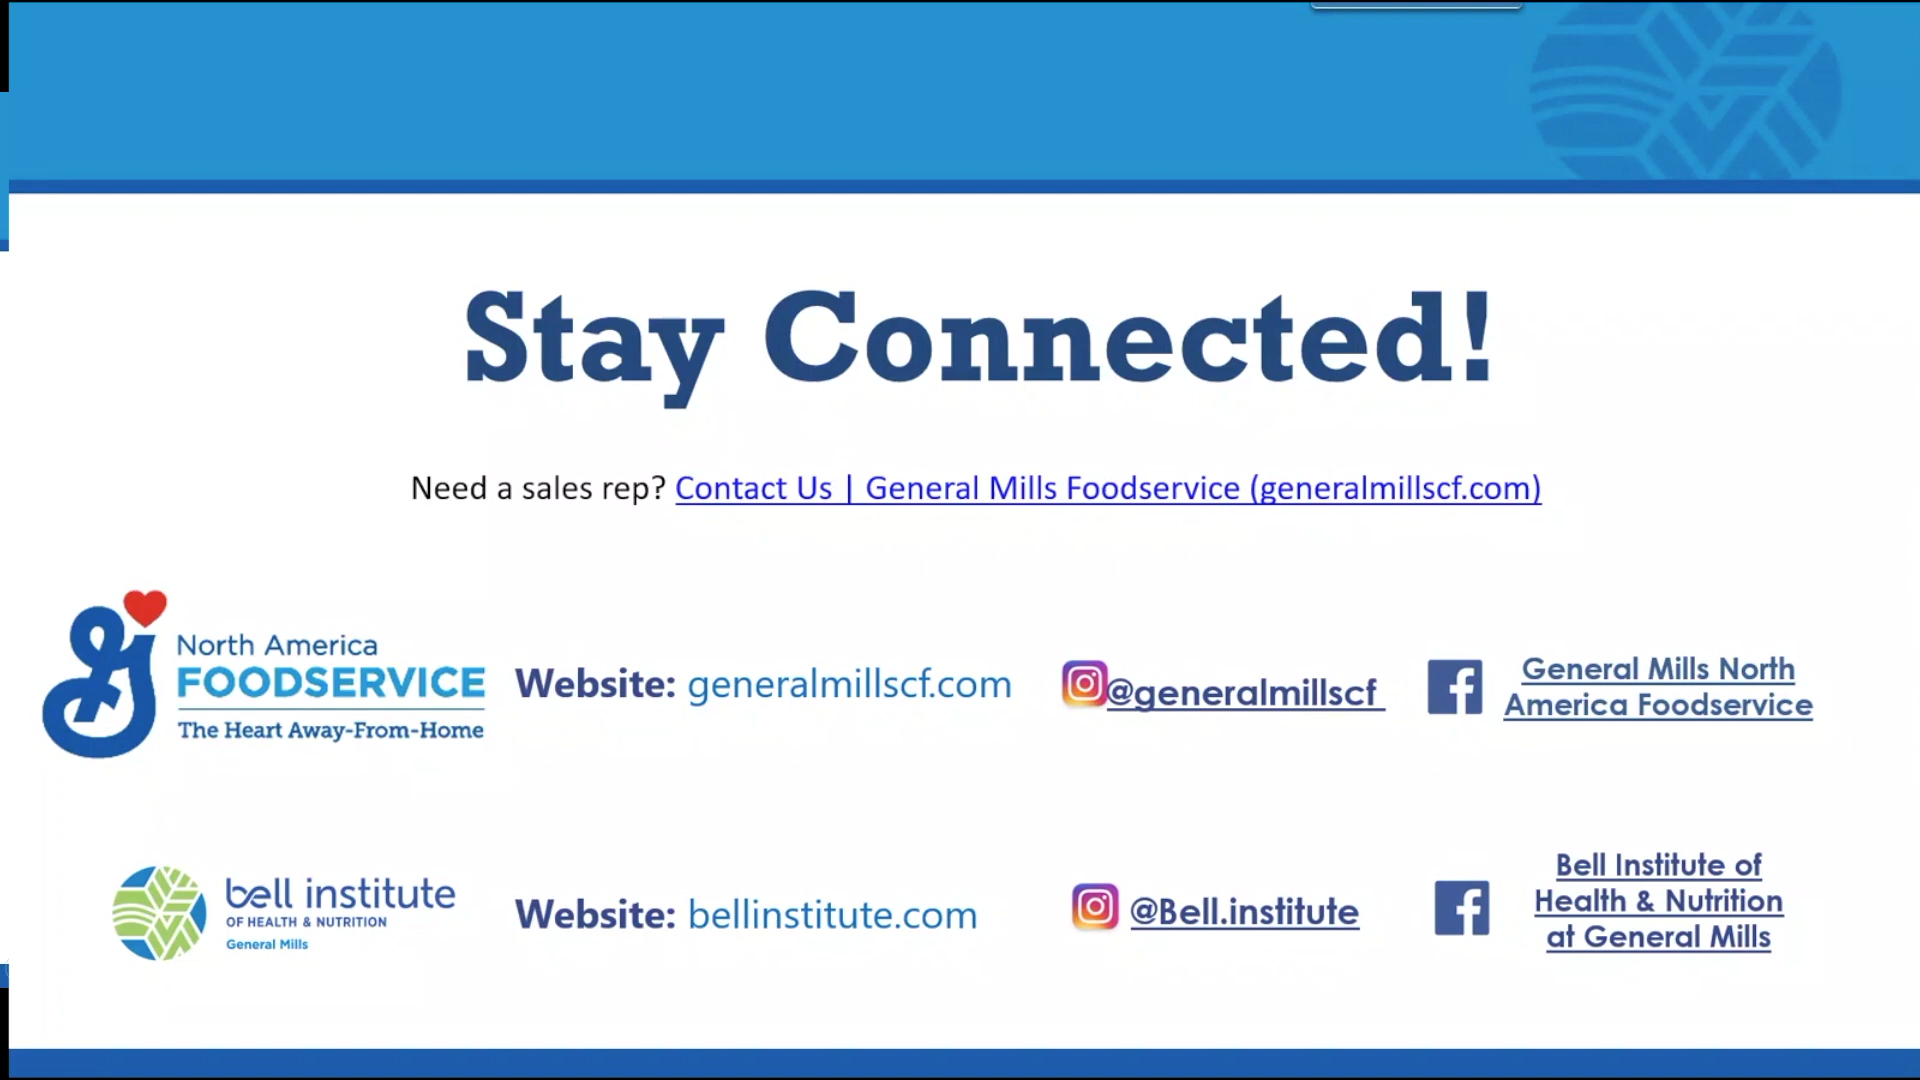 Stay Connected!
Need a sales rep? Contact Us | General Mills Foodservice (generalmillscf.com)
North America
FOODSERVICE
The Heart Away-From-Home
Website: generalmillscf.com
@generalmillscf
General Mills North
America Foodservice
bell institute
OF HEALTH & NUTRITION
General Mills
Website: bellinstitute.com
@Bell.institute
Bell Institute of
Health & Nutrition
at General Mills